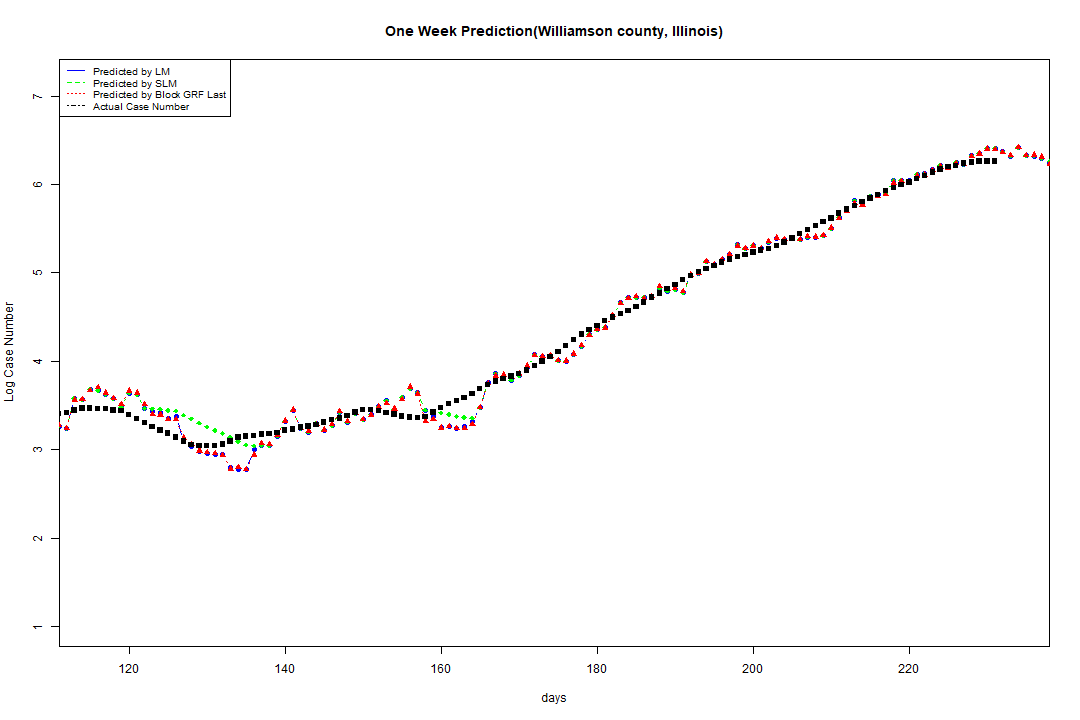 One Week Prediction(Williamson county, Illinois)
Predicted by LM
Predicted by SLM
Predicted by Block GRF Last
Actual Case Number
7
6
5
4
3
2
1
Log Case Number
120 140 160 180 200 220
days